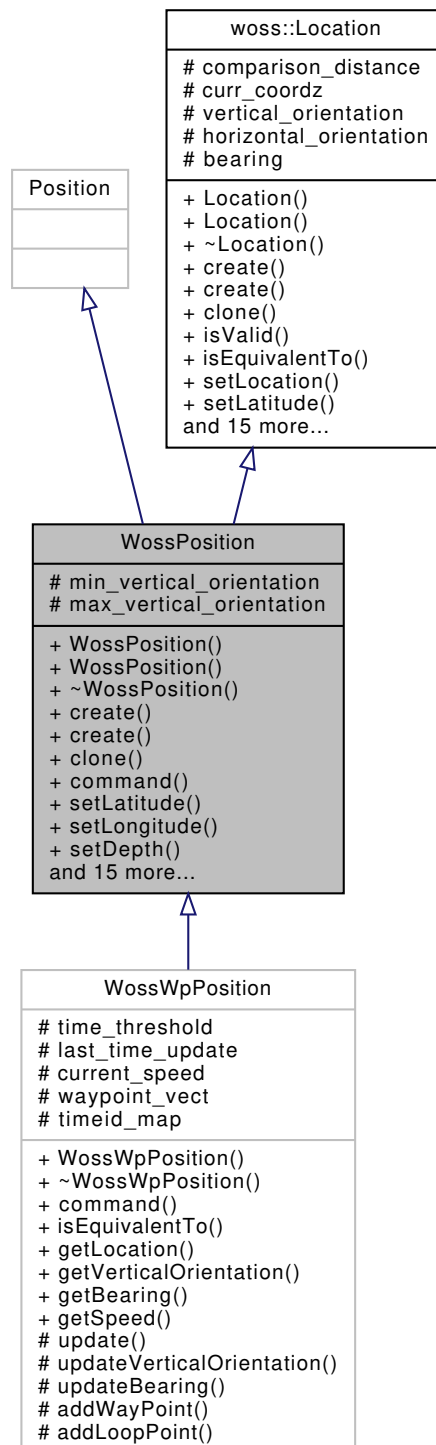 woss::Location
# comparison_distance
# curr_coordz
# vertical_orientation
# horizontal_orientation
# bearing
+ Location()
+ Location()
+ ~Location()
+ create()
+ create()
+ clone()
+ isValid()
+ isEquivalentTo()
+ setLocation()
+ setLatitude()
and 15 more...
Position
WossPosition
# min_vertical_orientation
# max_vertical_orientation
+ WossPosition()
+ WossPosition()
+ ~WossPosition()
+ create()
+ create()
+ clone()
+ command()
+ setLatitude()
+ setLongitude()
+ setDepth()
and 15 more...
WossWpPosition
# time_threshold
# last_time_update
# current_speed
# waypoint_vect
# timeid_map
+ WossWpPosition()
+ ~WossWpPosition()
+ command()
+ isEquivalentTo()
+ getLocation()
+ getVerticalOrientation()
+ getBearing()
+ getSpeed()
# update()
# updateVerticalOrientation()
# updateBearing()
# addWayPoint()
# addLoopPoint()